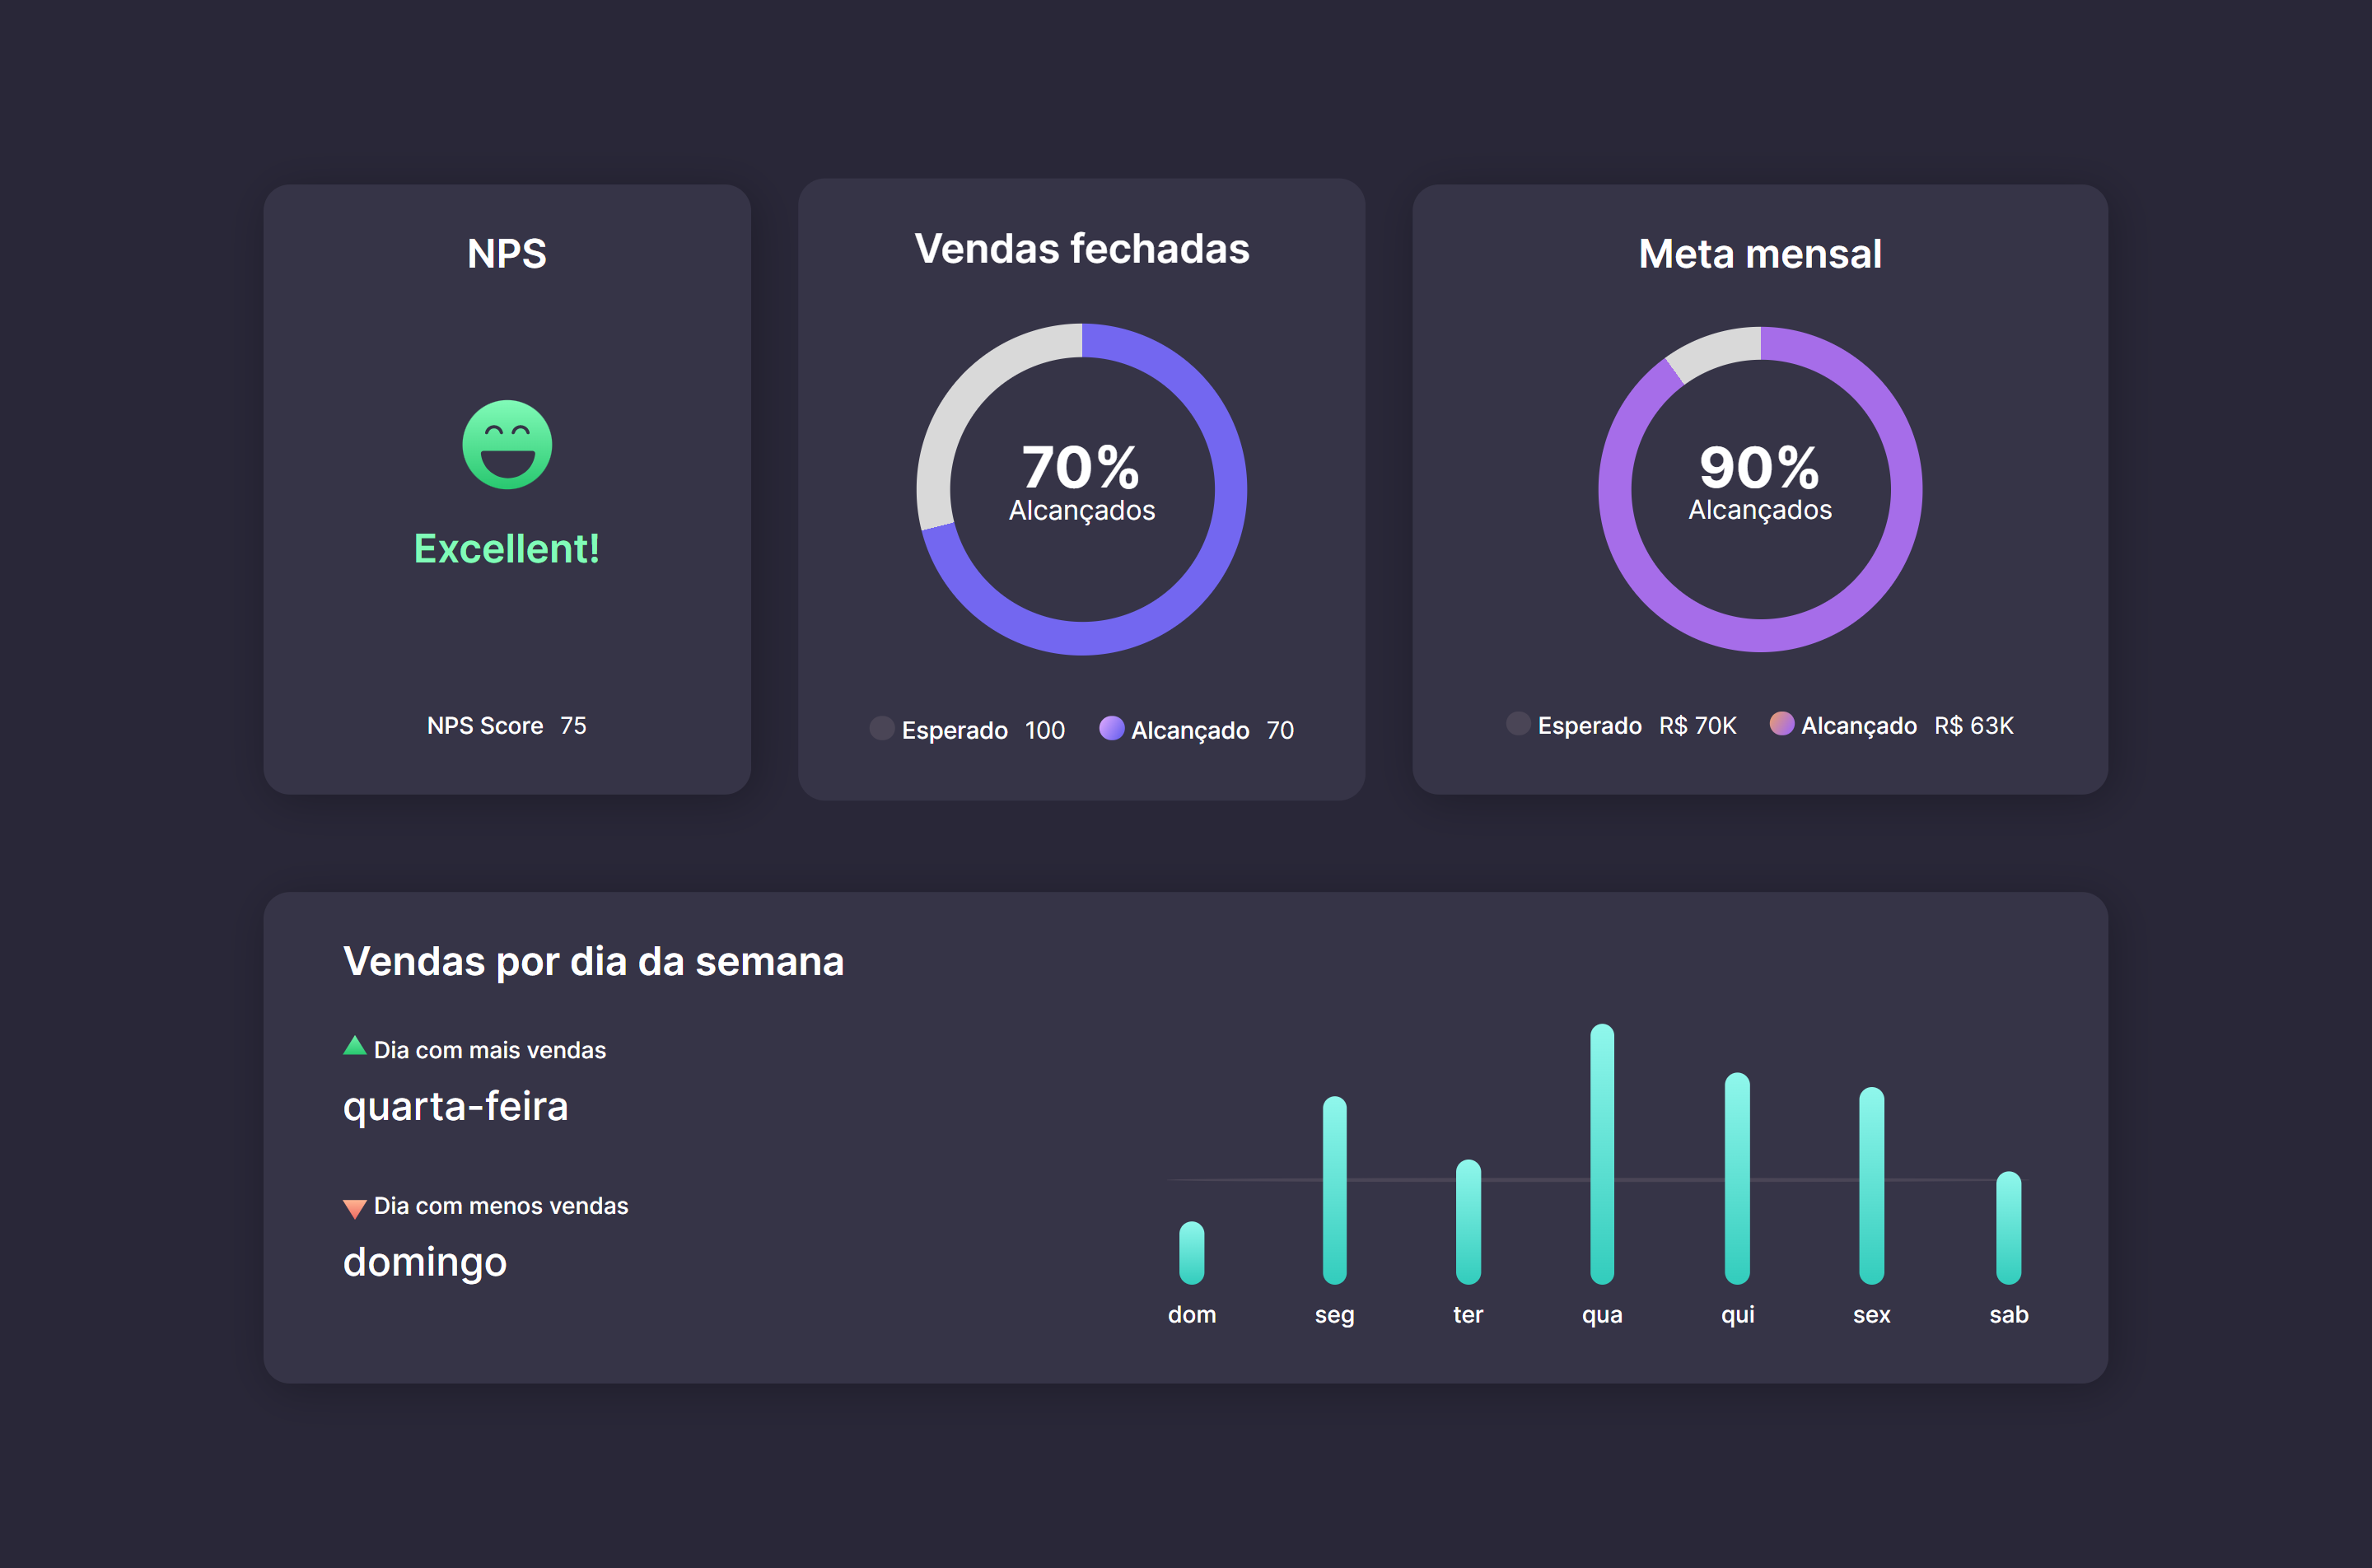 NPS
Excellent!
NPS Score 75
Vendas fechadas
70%
Alcançados
Esperado 100 Alcançado 70
Meta mensal
90%
Alcançados
Esperado R$ 70K Alcançado R$ 63K
Vendas por dia da semana
Dia com mais vendas
quarta-feira
Dia com menos vendas
domingo
dom seg ter qua qui sex sab